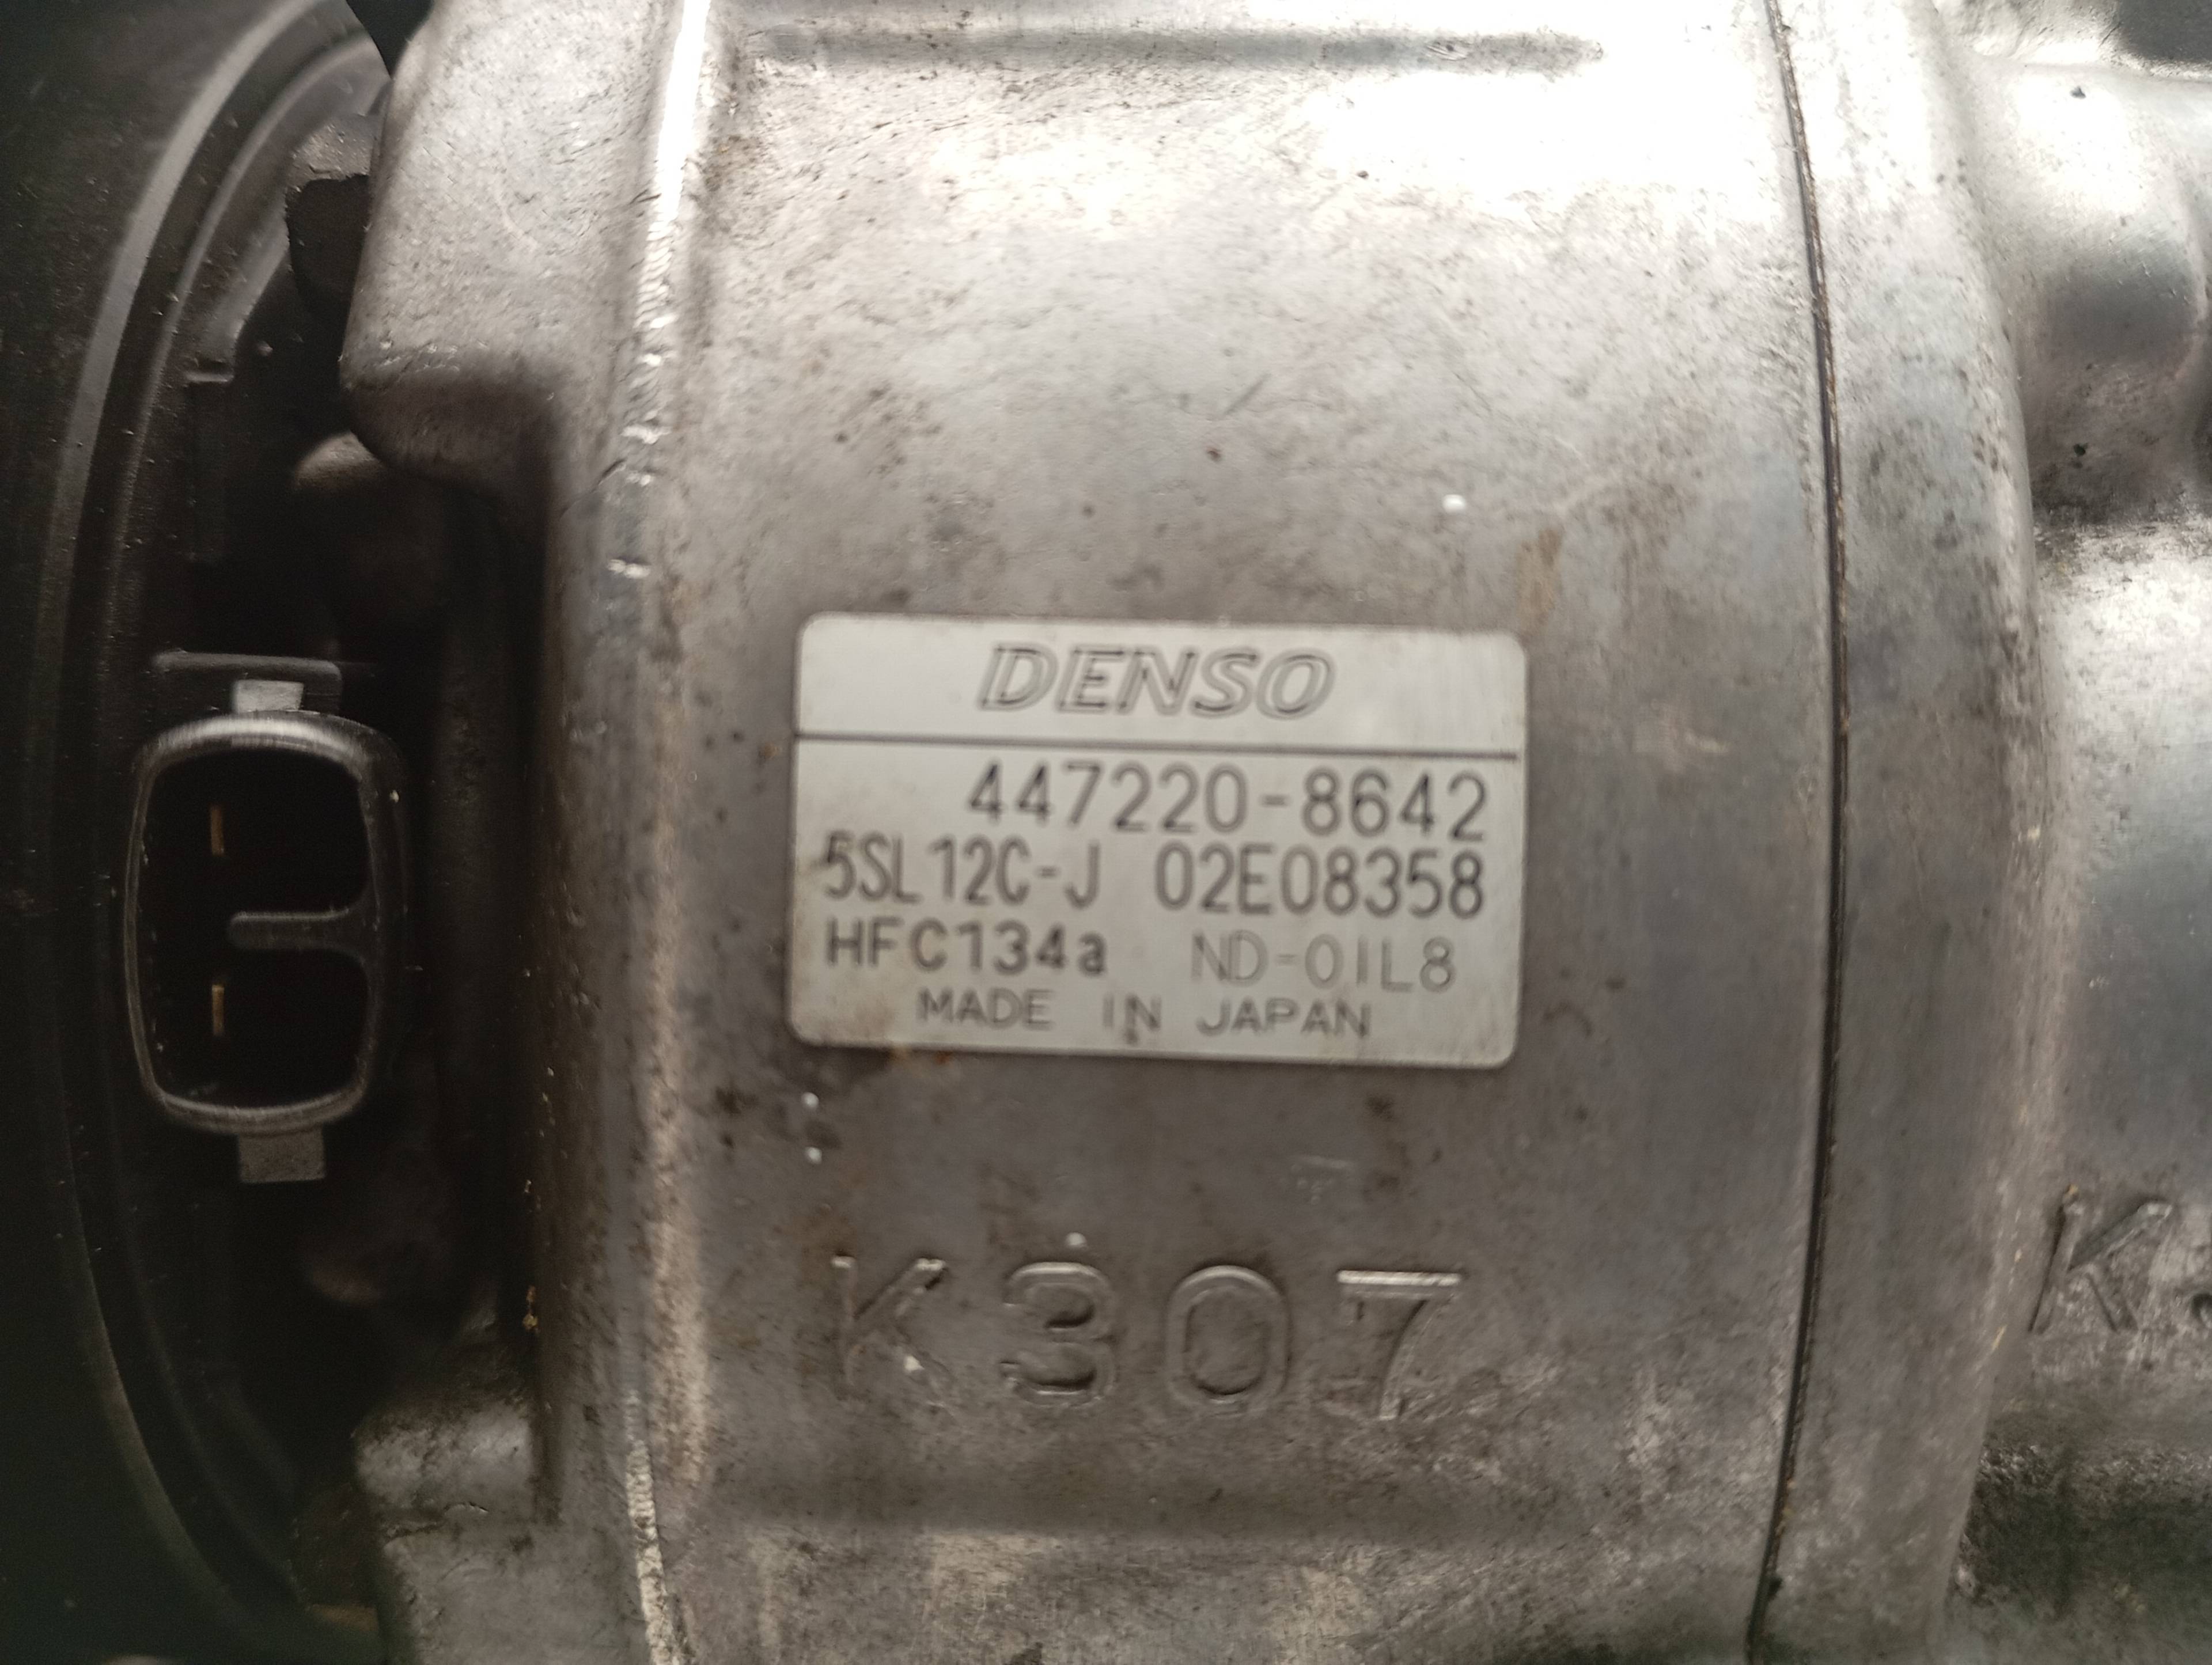 DENSO
447220-8642
5SL12C-J 02E08358
HFC134a ND-OIL8
MADE IN JAPAN
K307
K